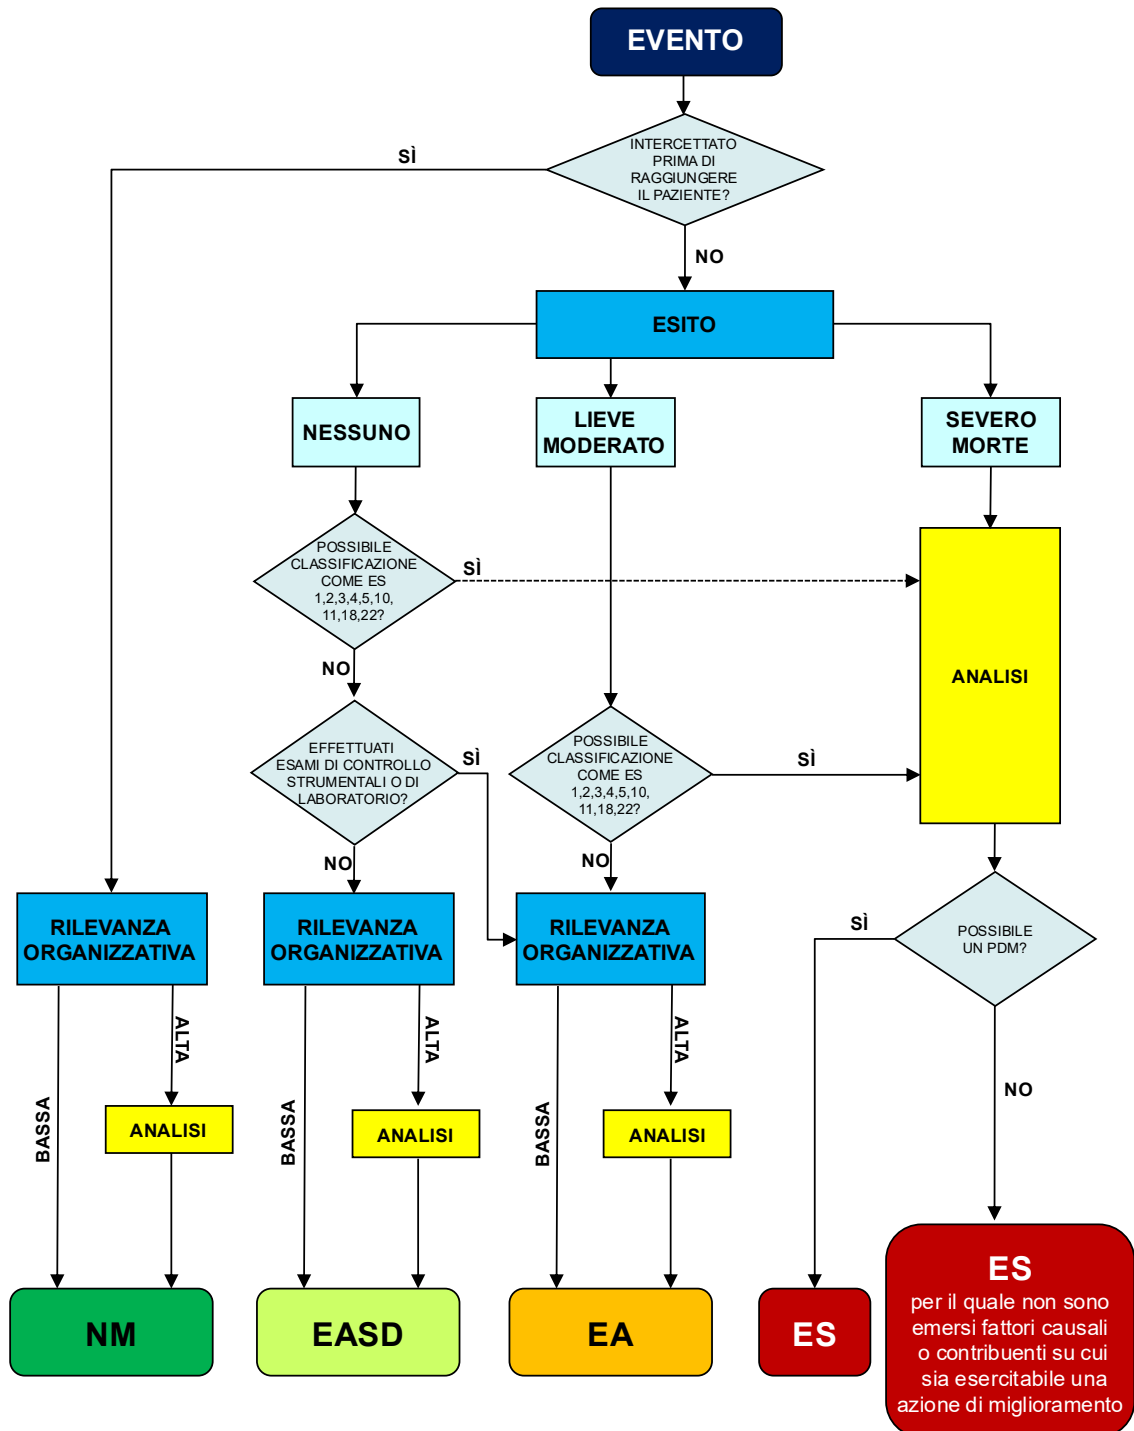 EVENTO
INTERCETTATO
PRIMA DI
RAGGIUNGERE
IL PAZIENTE?
SÌ
NO
ESITO
NESSUNO
LIEVE
MODERATO
SEVERO
MORTE
POSSIBILE
CLASSIFICAZIONE
COME ES
1,2,3,4,5,10,
11,18,22?
SÌ
NO
ANALISI
EFFETTUATI
ESAMI DI CONTROLLO
STRUMENTALI O DI
LABORATORIO?
SÌ
NO
POSSIBILE
CLASSIFICAZIONE
COME ES
1,2,3,4,5,10,
11,18,22?
SÌ
NO
RILEVANZA
ORGANIZZATIVA
RILEVANZA
ORGANIZZATIVA
RILEVANZA
ORGANIZZATIVA
POSSIBILE
UN PDM?
SÌ
NO
BASSA
ALTA
BASSA
ALTA
BASSA
ALTA
ANALISI
ANALISI
ANALISI
NM
EASD
EA
ES
ES
per il quale non sono
emersi fattori causali
o contribuenti su cui
sia esercitabile una
azione di miglioramento